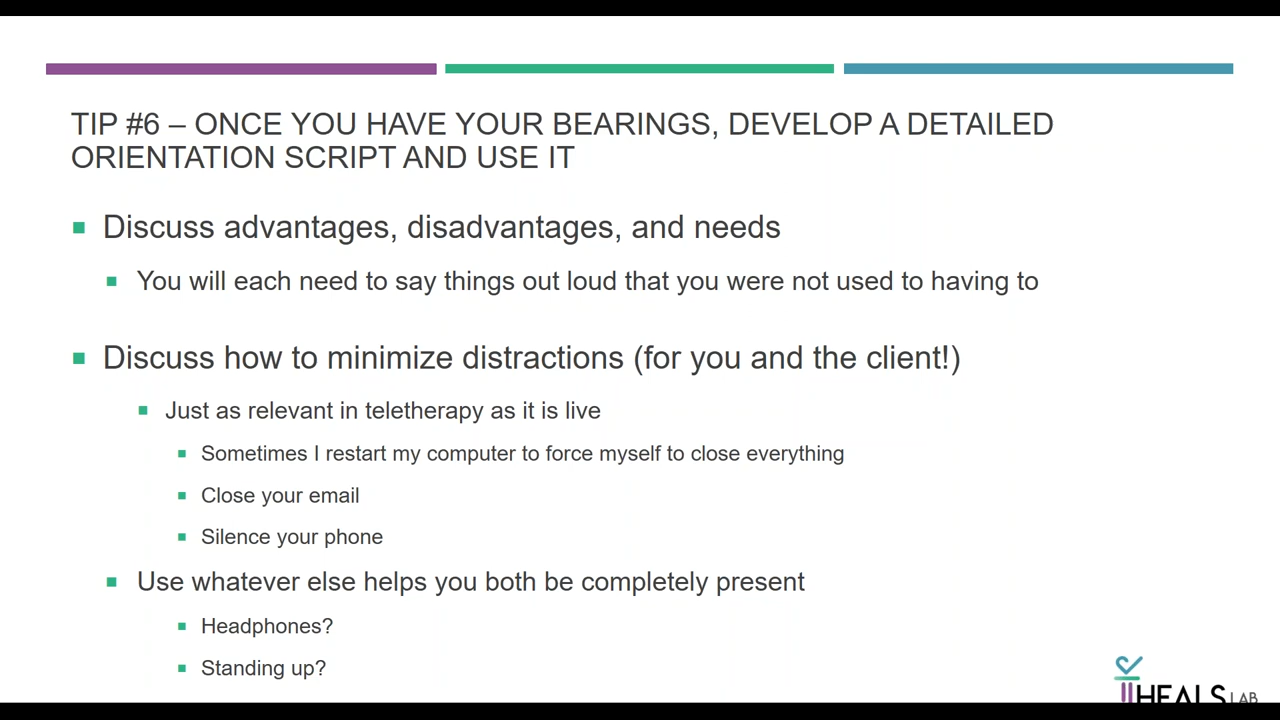 TIP #6 – ONCE YOU HAVE YOUR BEARINGS, DEVELOP A DETAILED
ORIENTATION SCRIPT AND USE IT
Discuss advantages, disadvantages, and needs
You will each need to say things out loud that you were not used to having to
Discuss how to minimize distractions (for you and the client!)
Just as relevant in teletherapy as it is live
Sometimes I restart my computer to force myself to close everything
Close your email
Silence your phone
Use whatever else helps you both be completely present
Headphones?
Standing up?
HEALS LAB